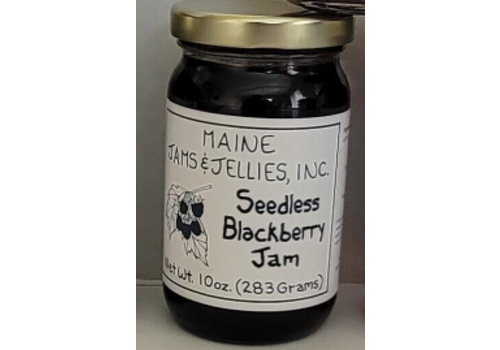 MAINE
JAMS & JELLIES, INC.
Seedless
Blackberry
Jam
Net Wt. 10oz. (283 Grams)